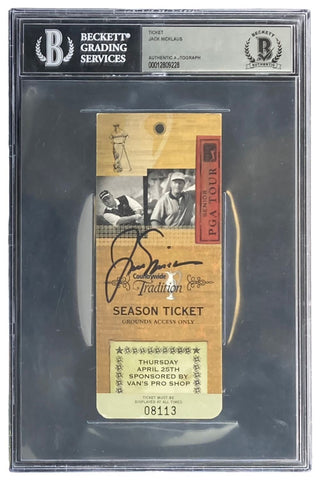 BECKETT®
GRADING
SERVICES
TICKET
JACK NICKLAUS
AUTHENTIC AUTOGRAPH
00012809228
BECKETT
AUTHENTIC
SENIOR
PGA TOUR
Countrywide
Tradition
SEASON TICKET
GROUNDS ACCESS ONLY
THURSDAY
APRIL 25TH
SPONSORED BY
VAN'S PRO SHOP
TICKET MUST BE
DISPLAYED AT ALL TIMES
08113